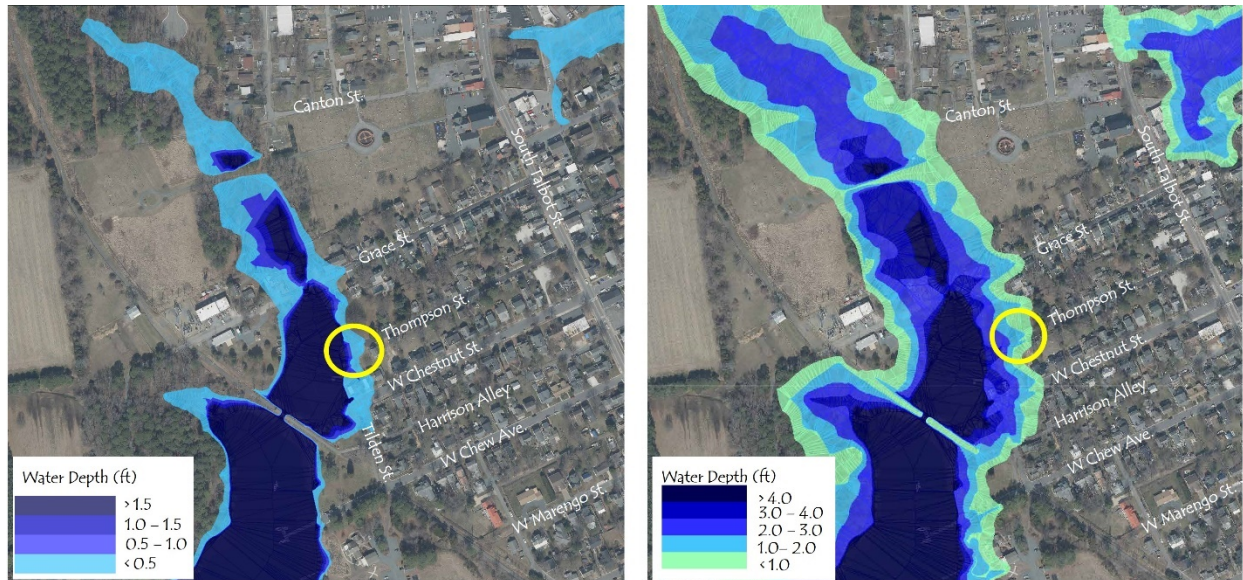 Canton St.
South Talbot St.
Grace St.
Thompson St.
W Chestnut St.
Harrison Alley
W Chew Ave.
Tilden St.
W Marengo St.
Water Depth (ft)
> 1.5
1.0 – 1.5
0.5 – 1.0
< 0.5
Canton St.
South Talbot St.
Grace St.
Thompson St.
W Chestnut St.
Harrison Alley
W Chew Ave.
W Marengo St.
Water Depth (ft)
> 4.0
3.0 – 4.0
2.0 – 3.0
1.0– 2.0
< 1.0